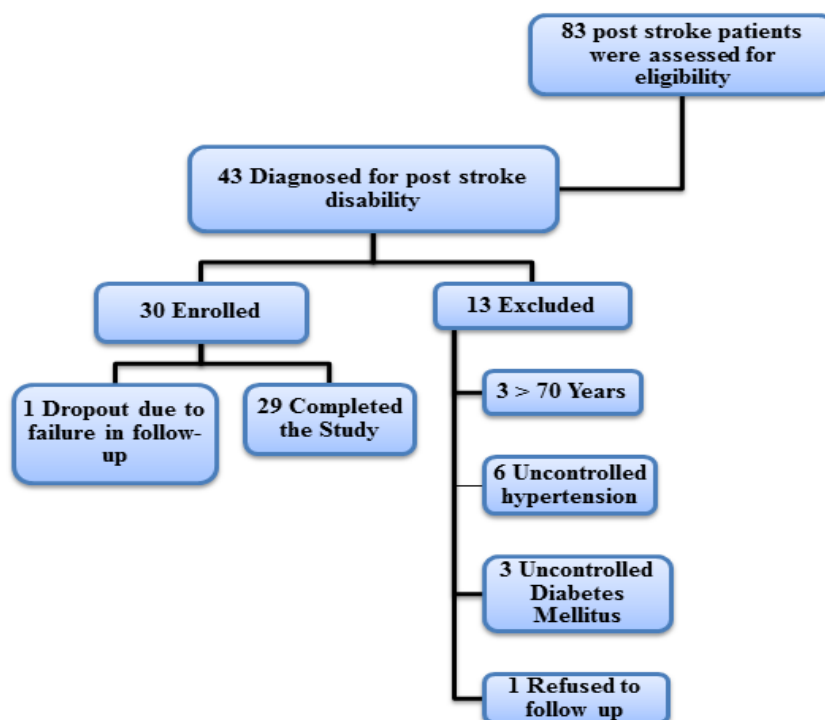 83 post stroke patients
were assessed for
eligibility
43 Diagnosed for post stroke
disability
30 Enrolled
13 Excluded
1 Dropout due to
failure in follow-
up
29 Completed
the Study
3 > 70 Years
6 Uncontrolled
hypertension
3 Uncontrolled
Diabetes
Mellitus
1 Refused to
follow up